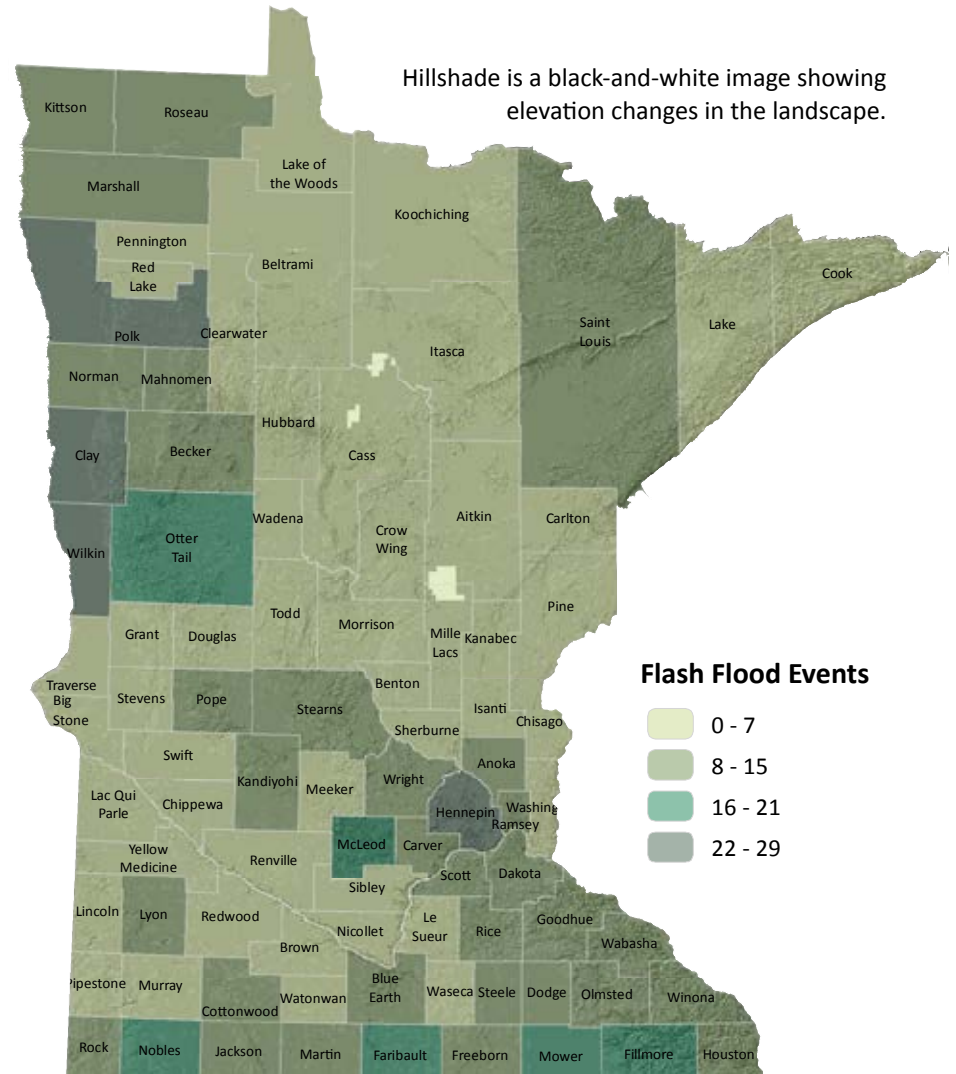 Hillshade is a black-and-white image showing
elevation changes in the landscape.
Kittson
Roseau
Lake of
the Woods
Marshall
Koochiching
Pennington
Beltrami
Red
Lake
Cook
Polk
Clearwater
Saint
Louis
Lake
Itasca
Norman
Mahnomen
Hubbard
Clay
Becker
Cass
Wadena
Aitkin
Carlton
Otter
Tail
Crow
Wing
Wilkin
Pine
Todd
Morrison
Grant
Douglas
Mille
Lacs
Kanabec
Traverse
Big
Stone
Stevens
Pope
Stearns
Benton
Isanti
Chisago
Sherburne
Swift
Anoka
Kandiyohi
Meeker
Wright
Lac Qui
Parle
Chippewa
Hennepin
Washing
Ramsey
Yellow
Medicine
Renville
McLeod
Carver
Scott
Dakota
Sibley
Lincoln
Lyon
Redwood
Nicollet
Le
Sueur
Rice
Goodhue
Wabasha
Brown
Pipestone
Murray
Cottonwood
Watonwan
Blue
Earth
Waseca
Steele
Dodge
Olmsted
Winona
Rock
Nobles
Jackson
Martin
Faribault
Freeborn
Mower
Fillmore
Houston
Flash Flood Events
0 - 7
8 - 15
16 - 21
22 - 29